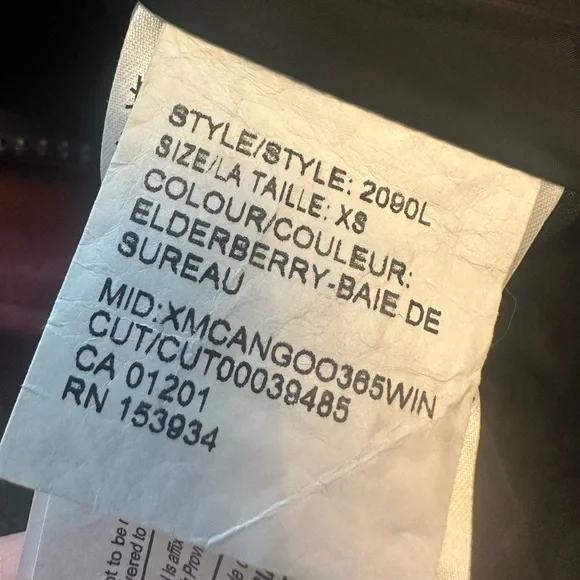 STYLE/STYLE: 2090L
SIZE/LA TAILLE: XS
COLOUR/COULEUR:
ELDERBERRY-BAIE DE
SUREAU
MID:XMCANGOO365WIN
CUT/CUT00039485
CA 01201
RN 153934